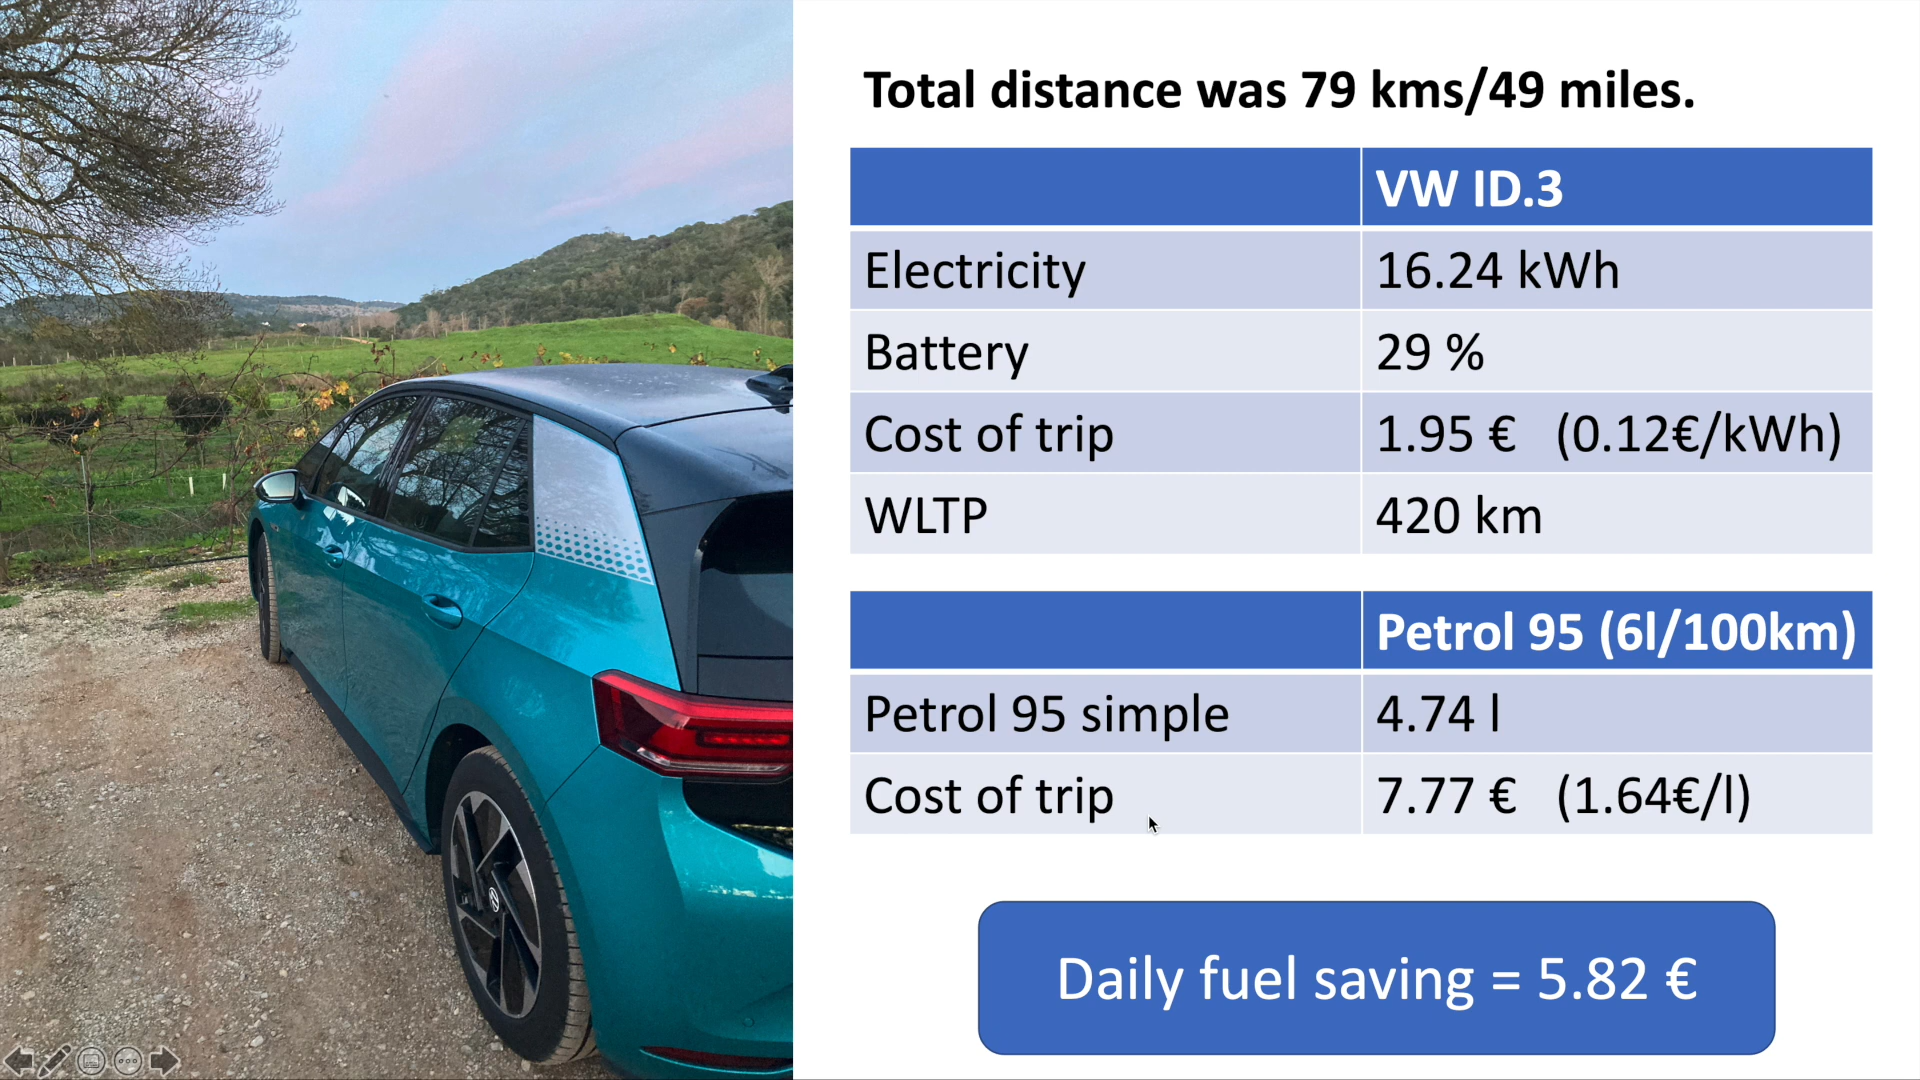 Total distance was 79 kms/49 miles.
VW ID.3
Electricity 16.24 kWh
Battery 29 %
Cost of trip 1.95 € (0.12€/kWh)
WLTP 420 km
Petrol 95 (6l/100km)
Petrol 95 simple 4.74 l
Cost of trip 7.77 € (1.64€/l)
Daily fuel saving = 5.82 €